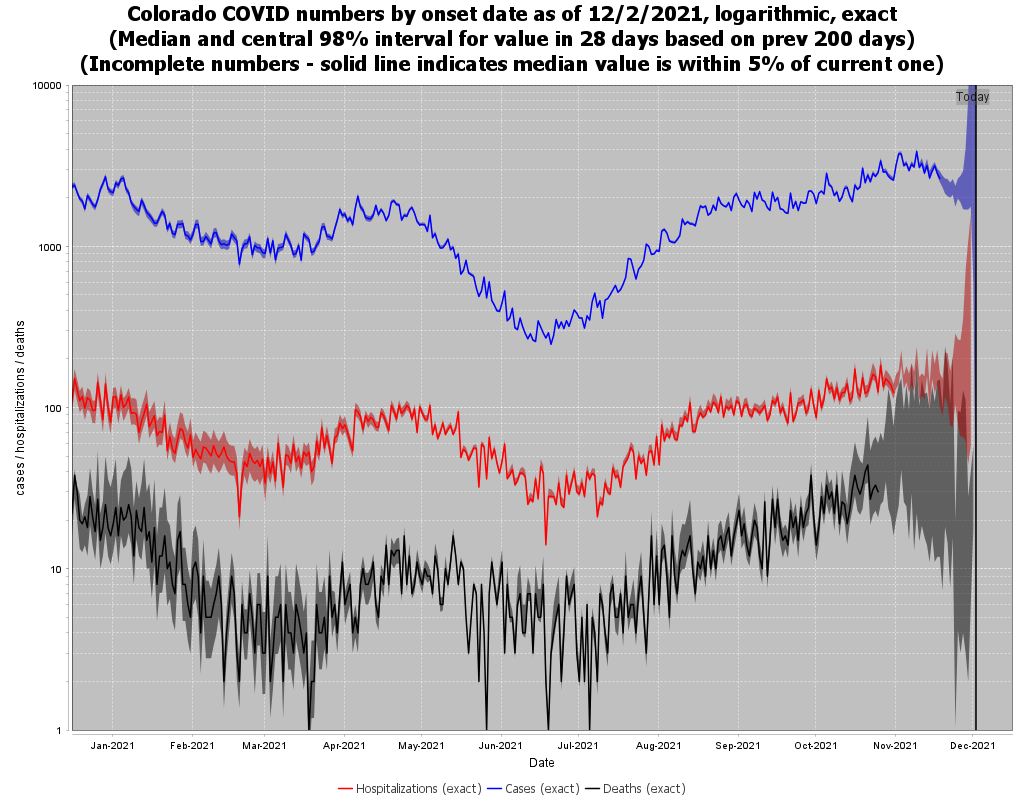 Colorado COVID numbers by onset date as of 12/2/2021, logarithmic, exact
(Median and central 98% interval for value in 28 days based on prev 200 days)
(Incomplete numbers - solid line indicates median value is within 5% of current one)
10000
Today
1000
100
10
1
cases / hospitalizations / deaths
Jan-2021 Feb-2021 Mar-2021 Apr-2021 May-2021 Jun-2021 Jul-2021 Aug-2021 Sep-2021 Oct-2021 Nov-2021 Dec-2021
Date
Hospitalizations (exact) Cases (exact) Deaths (exact)